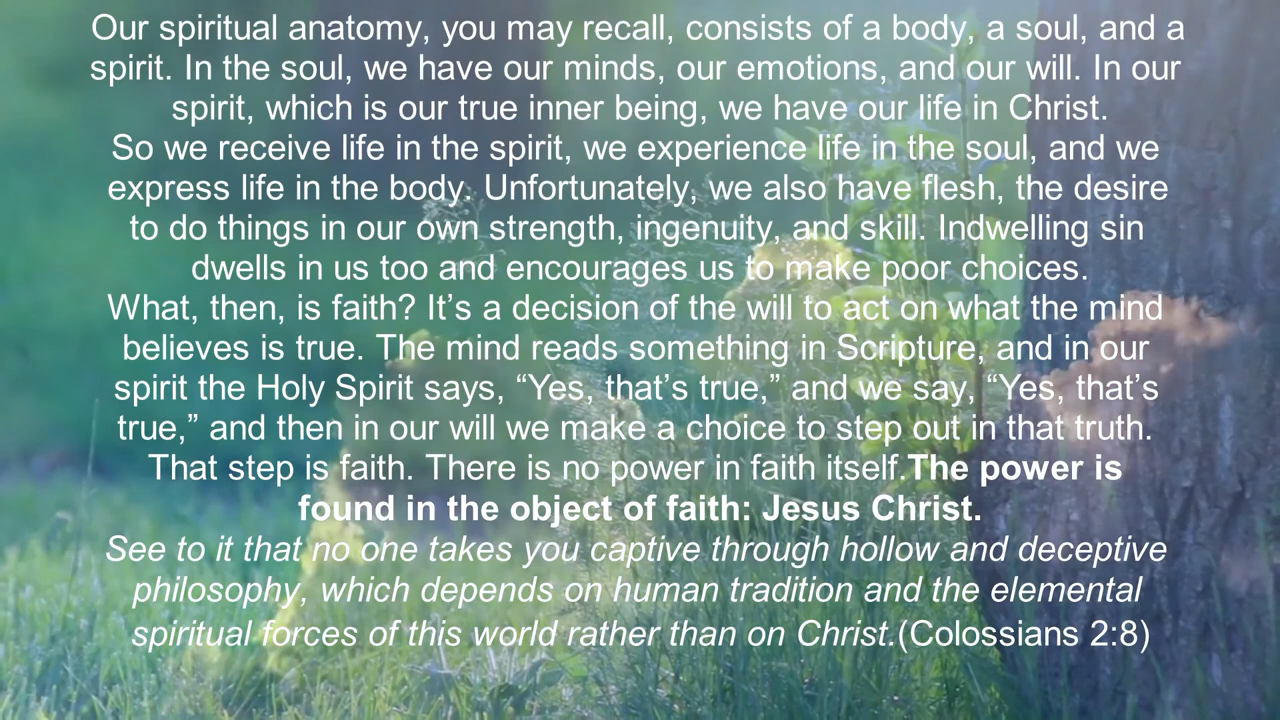 Our spiritual anatomy, you may recall, consists of a body, a soul, and a
spirit. In the soul, we have our minds, our emotions, and our will. In our
spirit, which is our true inner being, we have our life in Christ.
So we receive life in the spirit, we experience life in the soul, and we
express life in the body. Unfortunately, we also have flesh, the desire
to do things in our own strength, ingenuity, and skill. Indwelling sin
dwells in us too and encourages us to make poor choices.
What, then, is faith? It’s a decision of the will to act on what the mind
believes is true. The mind reads something in Scripture, and in our
spirit the Holy Spirit says, “Yes, that’s true,” and we say, “Yes, that’s
true,” and then in our will we make a choice to step out in that truth.
That step is faith. There is no power in faith itself.The power is
found in the object of faith: Jesus Christ.
See to it that no one takes you captive through hollow and deceptive
philosophy, which depends on human tradition and the elemental
spiritual forces of this world rather than on Christ.(Colossians 2:8)